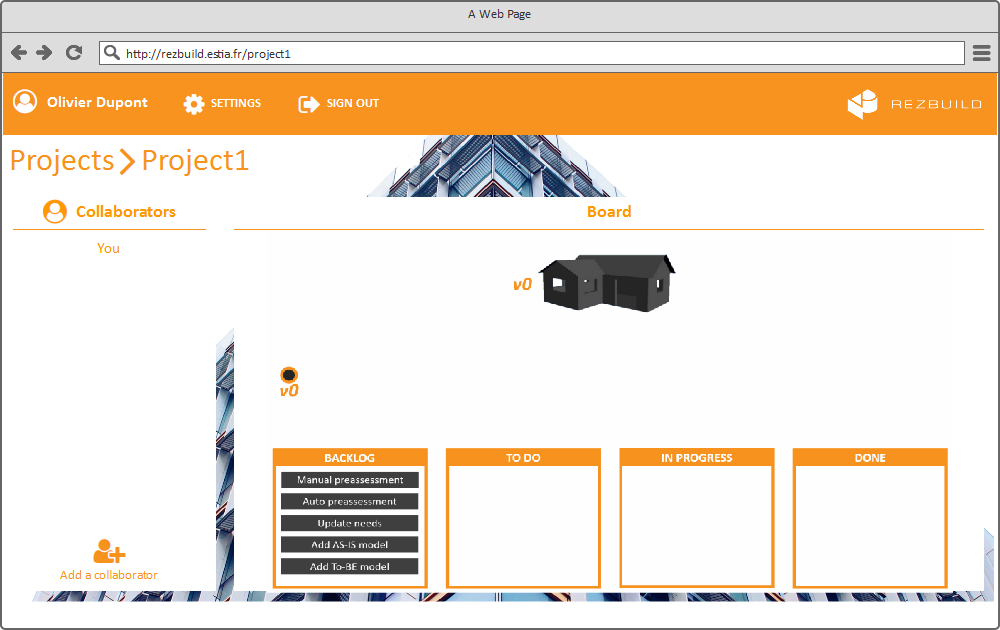 A Web Page
http://rezbuild.estia.fr/project1
Olivier Dupont
SETTINGS
SIGN OUT
REZBUILD
Projects
Project1
Collaborators
Board
You
v0
v0
BACKLOG
TO DO
IN PROGRESS
DONE
Manual preassessment
Auto preassessment
Update needs
Add AS-IS model
Add To-BE model
Add a collaborator